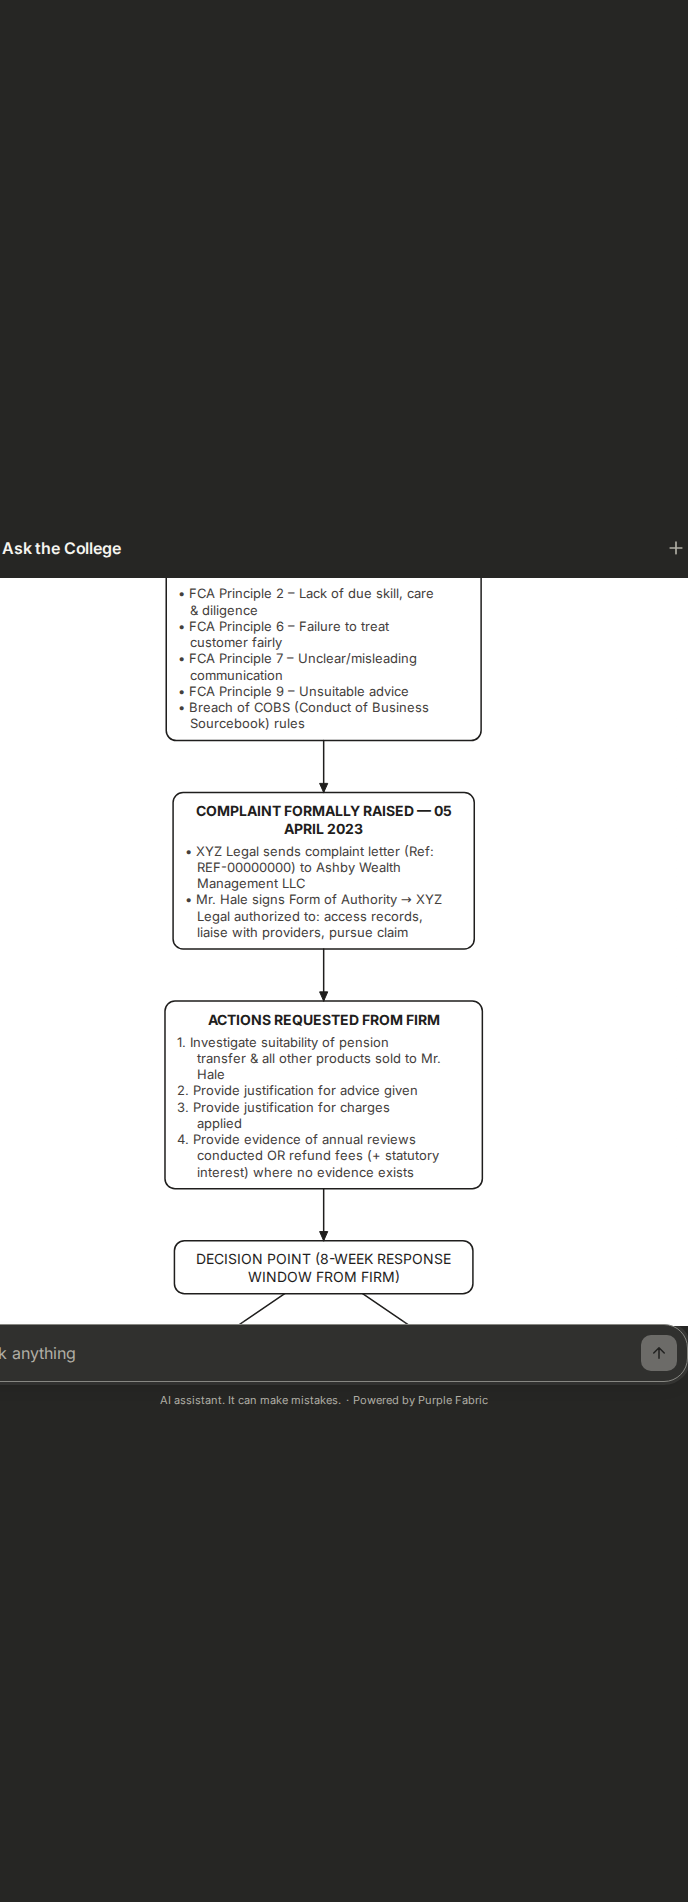 Ask the College
• FCA Principle 2 – Lack of due skill, care
& diligence
• FCA Principle 6 – Failure to treat
customer fairly
• FCA Principle 7 – Unclear/misleading
communication
• FCA Principle 9 – Unsuitable advice
• Breach of COBS (Conduct of Business
Sourcebook) rules
COMPLAINT FORMALLY RAISED — 05
APRIL 2023
• XYZ Legal sends complaint letter (Ref:
REF-00000000) to Ashby Wealth
Management LLC
• Mr. Hale signs Form of Authority → XYZ
Legal authorized to: access records,
liaise with providers, pursue claim
ACTIONS REQUESTED FROM FIRM
1. Investigate suitability of pension
transfer & all other products sold to Mr.
Hale
2. Provide justification for advice given
3. Provide justification for charges
applied
4. Provide evidence of annual reviews
conducted OR refund fees (+ statutory
interest) where no evidence exists
DECISION POINT (8-WEEK RESPONSE
WINDOW FROM FIRM)
k anything
AI assistant. It can make mistakes. · Powered by Purple Fabric